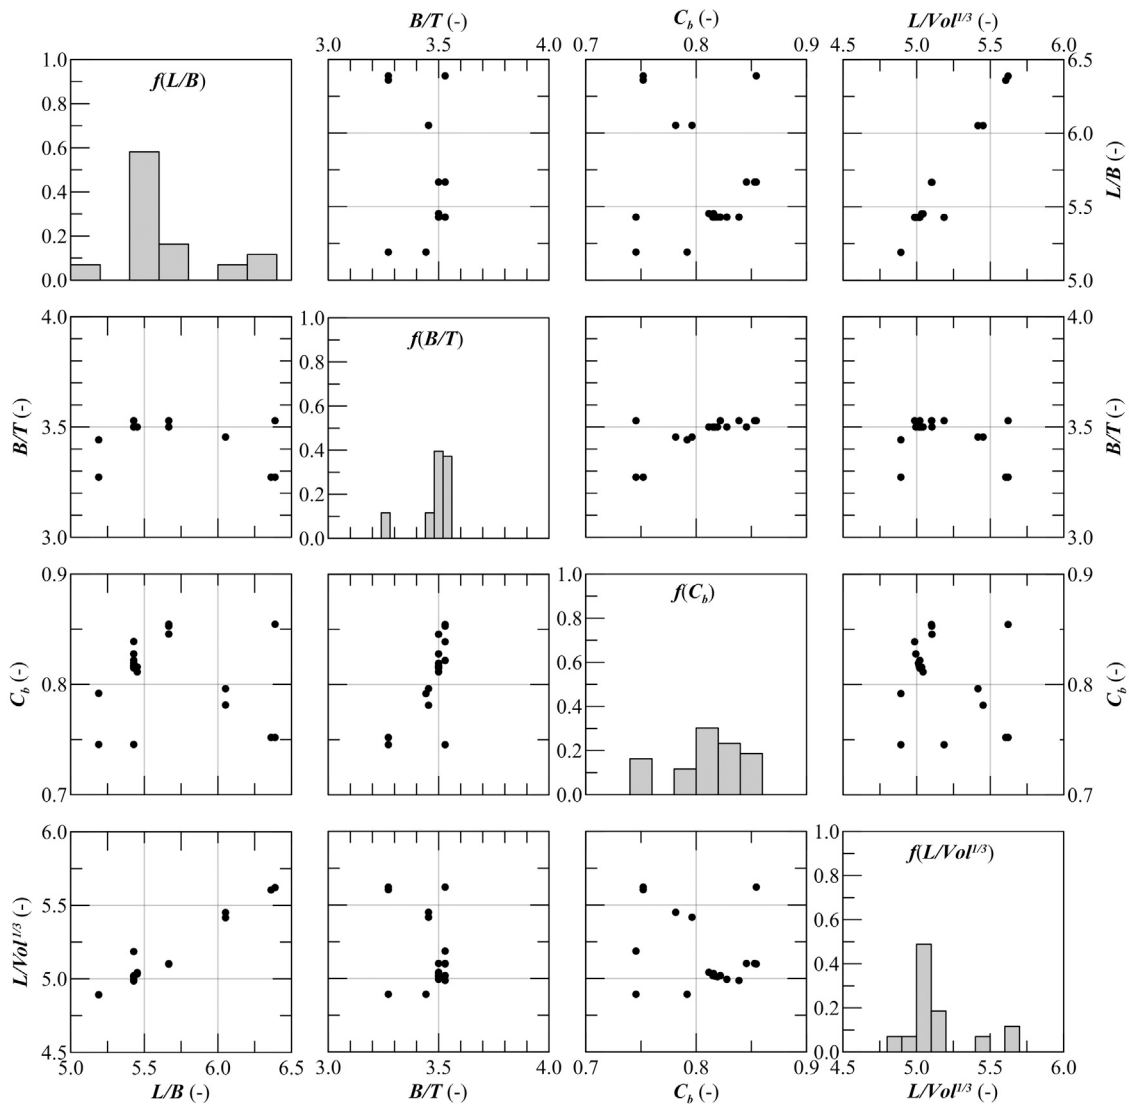 B/T (-) C_b (-) L/Vol^1/3 (-)
3.0 3.5 4.0 0.7 0.8 0.9 4.5 5.0 5.5 6.0
1.0 f(L/B) 6.5
0.8
0.6 6.0
L/B (-)
0.4 5.5
0.2
0.0 5.0
4.0 1.0 f(B/T) 4.0
0.8
0.6
B/T (-) 3.5 3.5 B/T (-)
0.4
0.2
3.0 0.0 3.0
0.9 1.0 f(C_b) 0.9
0.8
0.6
C_b (-) 0.8 0.8 C_b (-)
0.4
0.2
0.7 0.0 0.7
6.0 1.0 f(L/Vol^1/3)
0.8
5.5 0.6
L/Vol^1/3 (-)
5.0 0.4
0.2
4.5 0.0
5.0 5.5 6.0 6.5 3.0 3.5 4.0 0.7 0.8 0.9 4.5 5.0 5.5 6.0
L/B (-) B/T (-) C_b (-) L/Vol^1/3 (-)